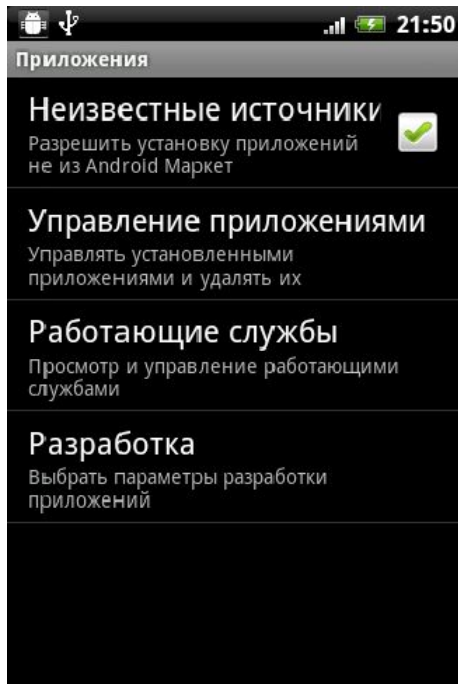 21:50
Приложения
Неизвестные источники
Разрешить установку приложений
не из Android Маркет
Управление приложениями
Управлять установленными
приложениями и удалять их
Работающие службы
Просмотр и управление работающими
службами
Разработка
Выбрать параметры разработки
приложений